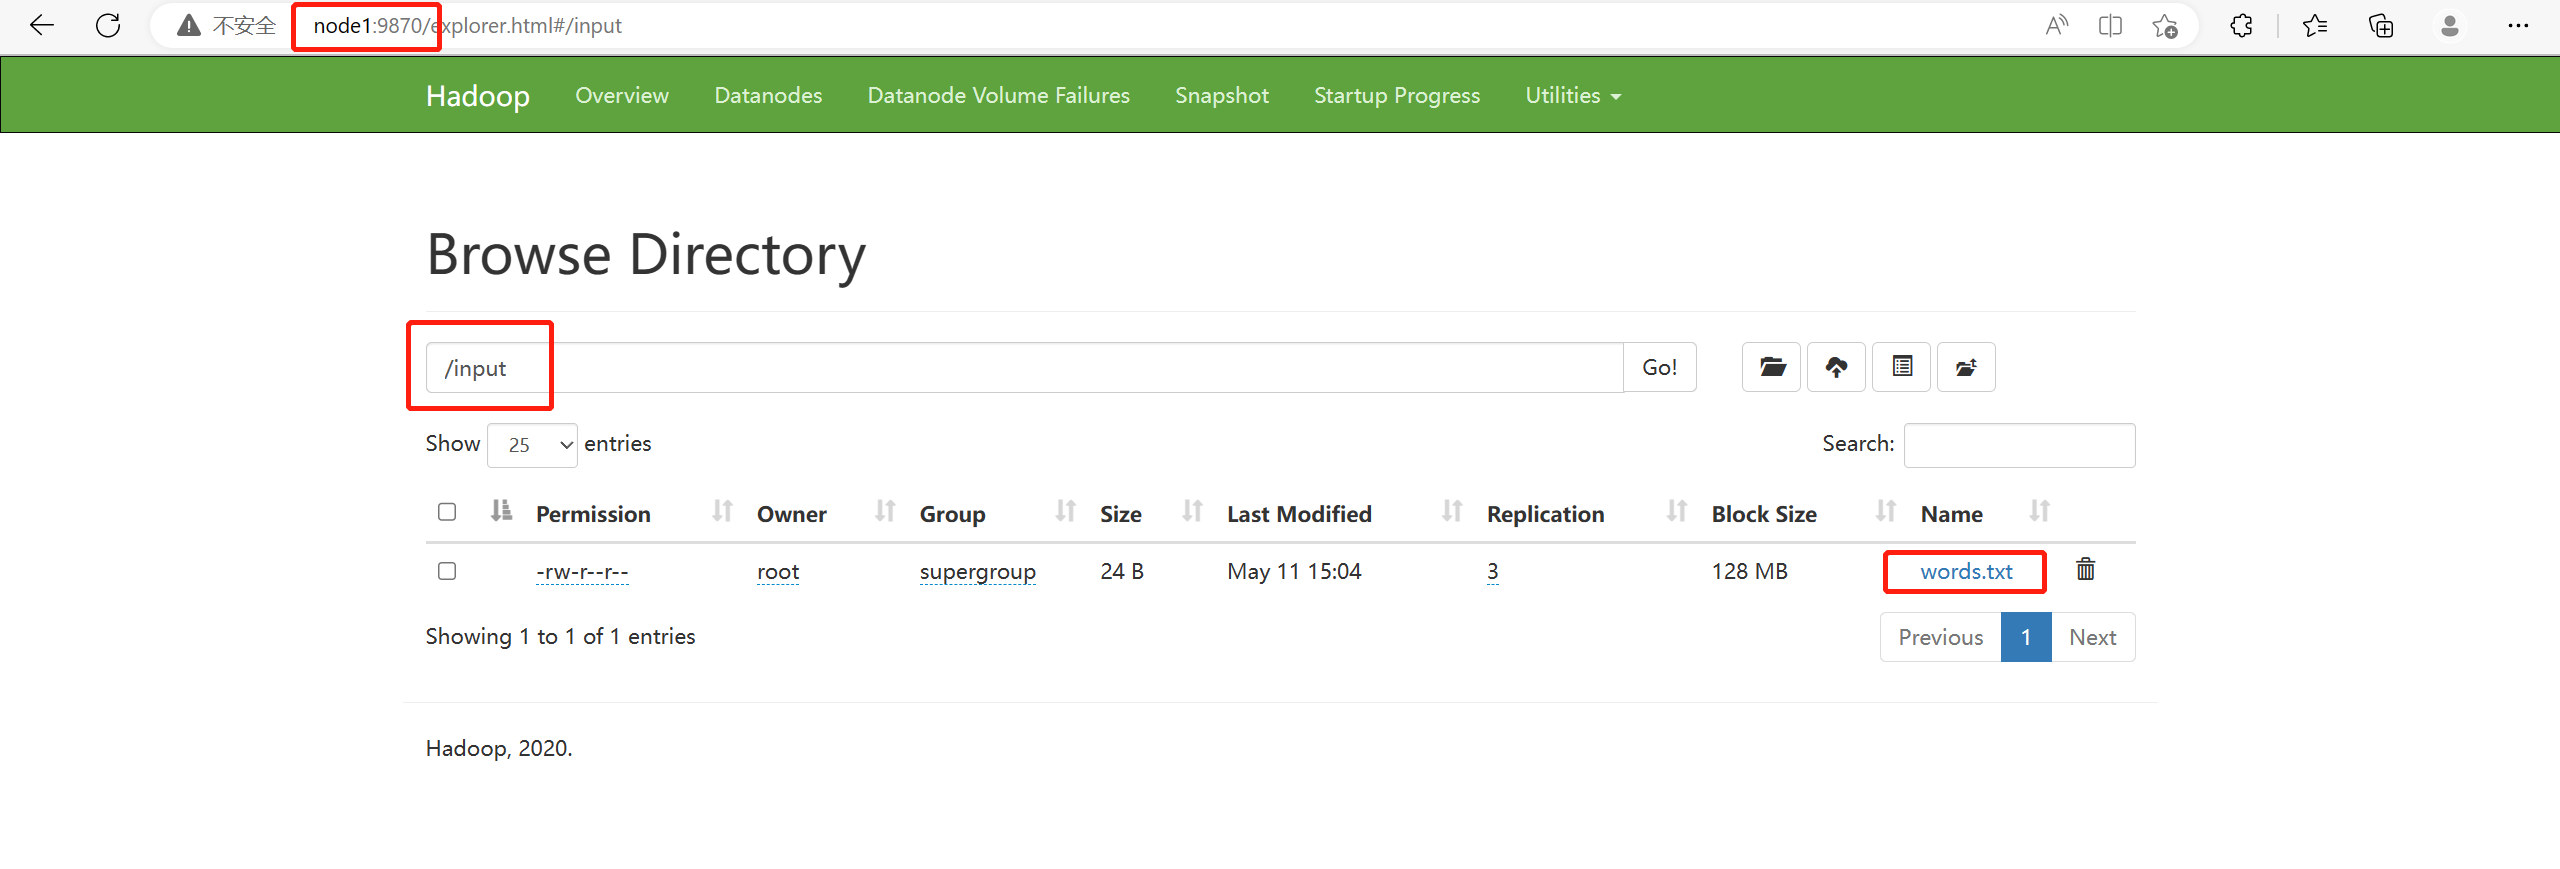 不安全 node1:9870/explorer.html#/input
Hadoop Overview Datanodes Datanode Volume Failures Snapshot Startup Progress Utilities
Browse Directory
/input Go!
Show 25 entries Search:
Permission Owner Group Size Last Modified Replication Block Size Name
-rw-r--r-- root supergroup 24 B May 11 15:04 3 128 MB words.txt
Showing 1 to 1 of 1 entries Previous 1 Next
Hadoop, 2020.